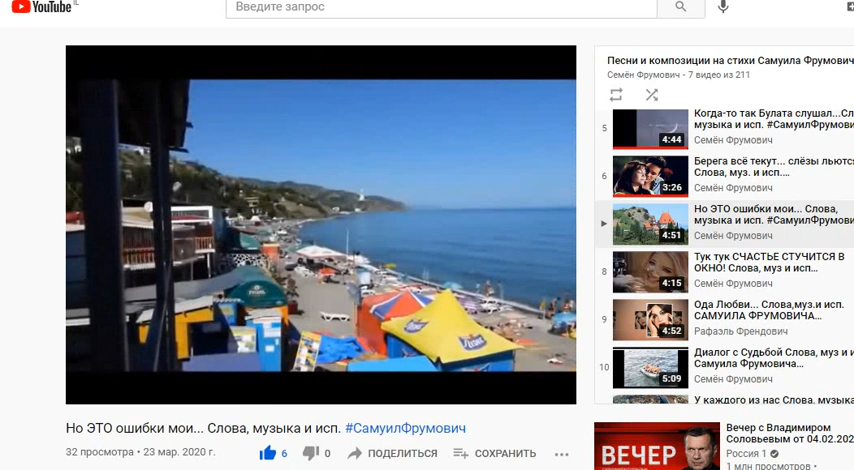 YouTube IL
Введите запрос
Песни и композиции на стихи Самуила Фрумович
Семён Фрумович - 7 видео из 211
5
Когда-то так Булата слушал...Сл
музыка и исп. #СамуилФрумови
Семён Фрумович
4:44
6
Берега всё текут... слёзы льются
Слова, муз. и исп....
Семён Фрумович
3:26
Но ЭТО ошибки мои... Слова,
музыка и исп. #СамуилФрумови
Семён Фрумович
4:51
8
Тук тук СЧАСТЬЕ СТУЧИТСЯ В
ОКНО! Слова, муз и исп...
Семён Фрумович
4:15
9
Ода Любви... Слова,муз.и исп.
САМУИЛА ФРУМОВИЧА...
Рафаэль Френдович
4:52
10
Диалог с Судьбой Слова, муз и и
Самуила Фрумовича...
Семён Фрумович
5:09
У каждого из нас Слова, музыка
Но ЭТО ошибки мои... Слова, музыка и исп. #СамуилФрумович
32 просмотра • 23 мар. 2020 г.
6
0
ПОДЕЛИТЬСЯ
СОХРАНИТЬ
ВЕЧЕР
Вечер с Владимиром
Соловьевым от 04.02.202
Россия 1
1 млн просмотров •